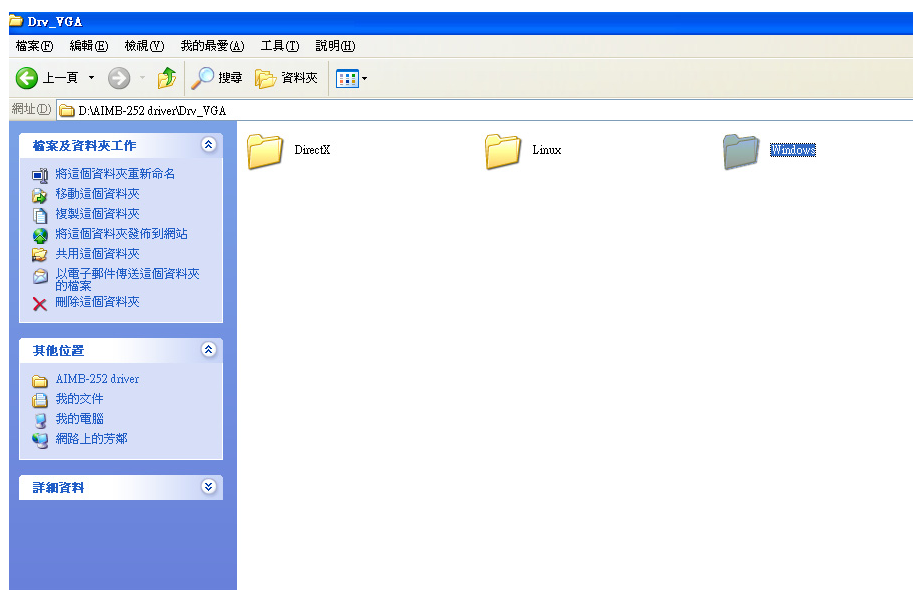 Drv_VGA
檔案(F) 編輯(E) 檢視(V) 我的最愛(A) 工具(T) 說明(H)
上一頁 搜尋 資料夾
網址(D) D:\AIMB-252 driver\Drv_VGA
檔案及資料夾工作
將這個資料夾重新命名
移動這個資料夾
複製這個資料夾
將這個資料夾發佈到網站
共用這個資料夾
以電子郵件傳送這個資料夾
的檔案
刪除這個資料夾
其他位置
AIMB-252 driver
我的文件
我的電腦
網路上的芳鄰
詳細資料
DirectX Linux Windows